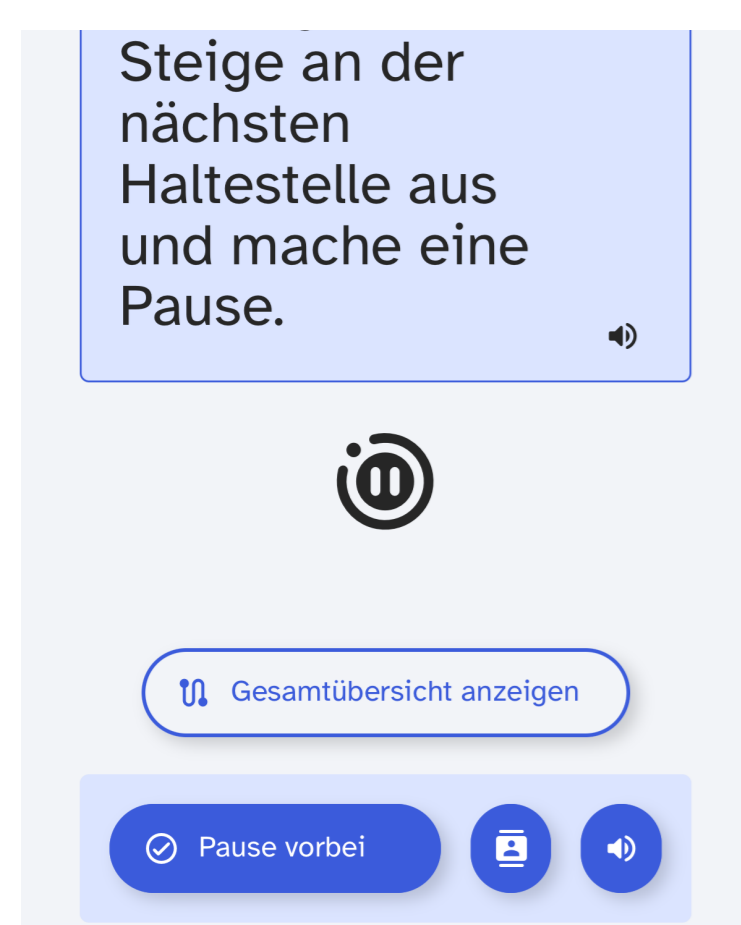 Steige an der
nächsten
Haltestelle aus
und mache eine
Pause.
Gesamtübersicht anzeigen
Pause vorbei